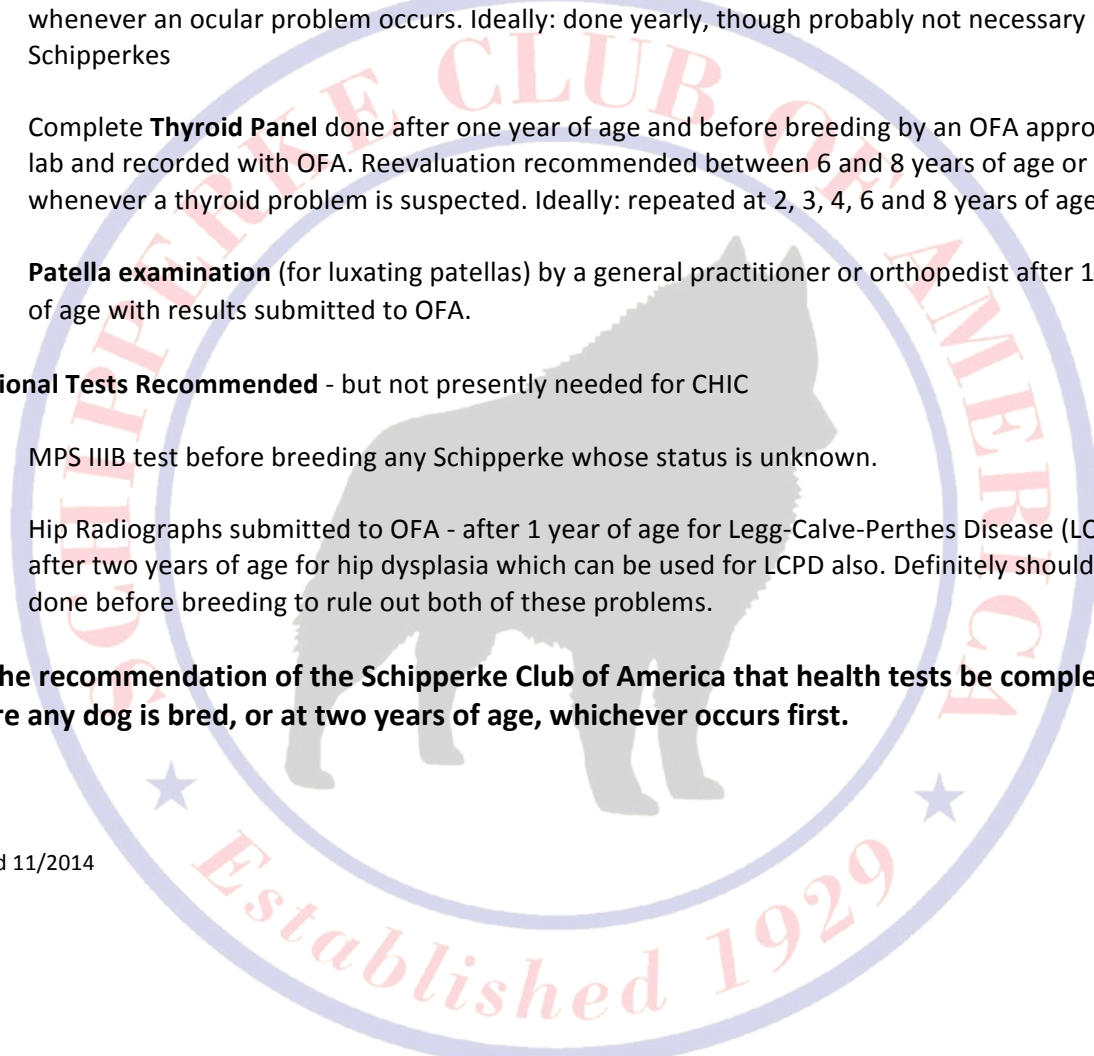 whenever an ocular problem occurs. Ideally: done yearly, though probably not necessary
Schipperkes
Complete Thyroid Panel done after one year of age and before breeding by an OFA appro
lab and recorded with OFA. Reevaluation recommended between 6 and 8 years of age or
whenever a thyroid problem is suspected. Ideally: repeated at 2, 3, 4, 6 and 8 years of age
Patella examination (for luxating patellas) by a general practitioner or orthopedist after 1
of age with results submitted to OFA.
ional Tests Recommended - but not presently needed for CHIC
MPS IIIB test before breeding any Schipperke whose status is unknown.
Hip Radiographs submitted to OFA - after 1 year of age for Legg-Calve-Perthes Disease (LC
after two years of age for hip dysplasia which can be used for LCPD also. Definitely should
done before breeding to rule out both of these problems.
he recommendation of the Schipperke Club of America that health tests be comple
re any dog is bred, or at two years of age, whichever occurs first.
d 11/2014
SCHIPPERKE CLUB OF AMERICA
Established 1929